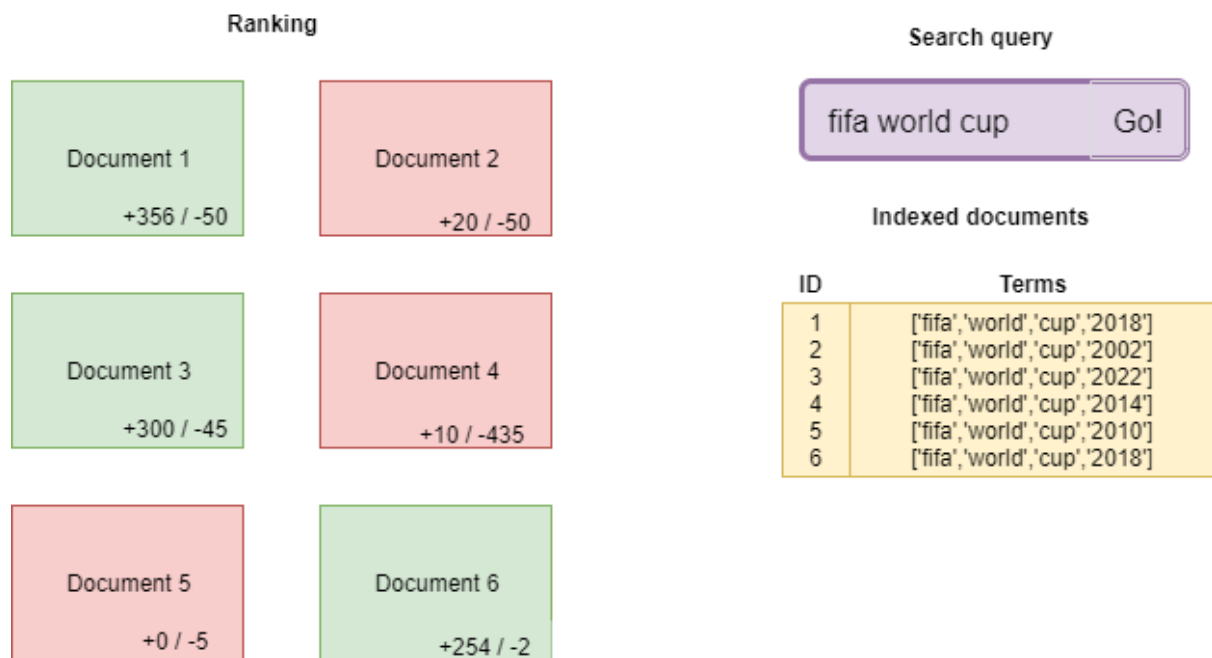 Ranking
Document 1
+356 / -50
Document 2
+20 / -50
Document 3
+300 / -45
Document 4
+10 / -435
Document 5
+0 / -5
Document 6
+254 / -2
Search query
fifa world cup Go!
Indexed documents
ID Terms
1 ['fifa','world','cup','2018']
2 ['fifa','world','cup','2002']
3 ['fifa','world','cup','2022']
4 ['fifa','world','cup','2014']
5 ['fifa','world','cup','2010']
6 ['fifa','world','cup','2018']